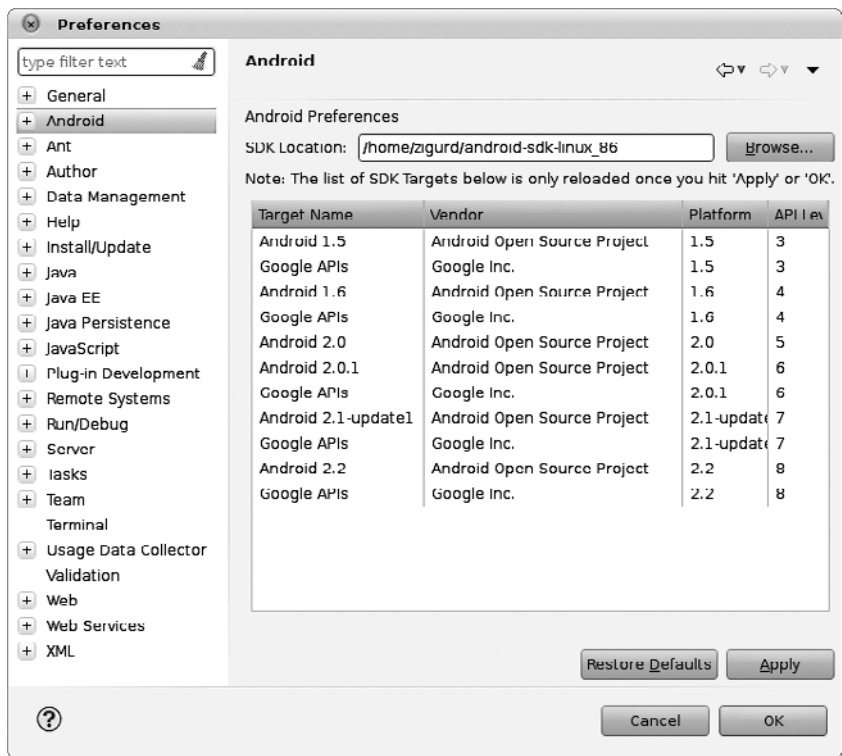 Preferences
type filter text
General
Android
Ant
Author
Data Management
Help
Install/Update
Java
Java EE
Java Persistence
JavaScript
Plug-in Development
Remote Systems
Run/Debug
Server
Tasks
Team
Terminal
Usage Data Collector
Validation
Web
Web Services
XML
Android
Android Preferences
SDK Location: /home/zigurd/android-sdk-linux_86 Browse...
Note: The list of SDK Targets below is only reloaded once you hit 'Apply' or 'OK'.
Target Name Vendor Platform API Lev
Android 1.5 Android Open Source Project 1.5 3
Google APIs Google Inc. 1.5 3
Android 1.6 Android Open Source Project 1.6 4
Google APIs Google Inc. 1.6 4
Android 2.0 Android Open Source Project 2.0 5
Android 2.0.1 Android Open Source Project 2.0.1 6
Google APIs Google Inc. 2.0.1 6
Android 2.1-update1 Android Open Source Project 2.1-update 7
Google APIs Google Inc. 2.1-update 7
Android 2.2 Android Open Source Project 2.2 8
Google APIs Google Inc. 2.2 8
Restore Defaults Apply
? Cancel OK